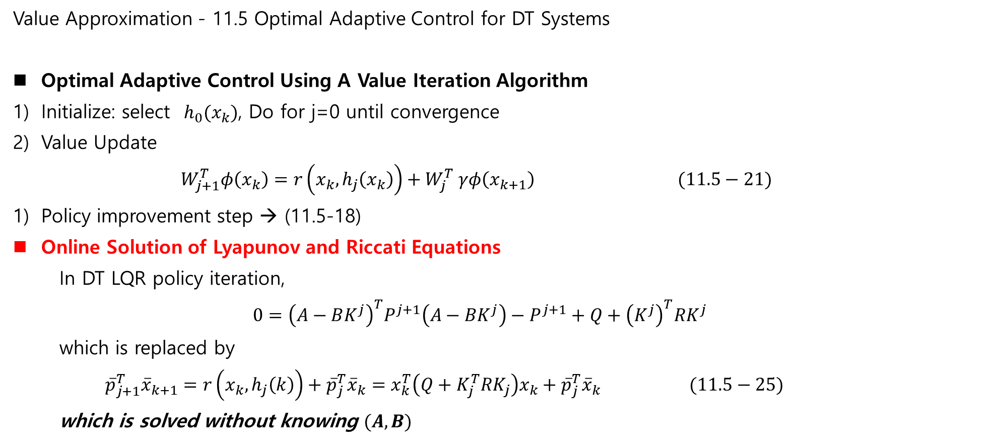 Value Approximation - 11.5 Optimal Adaptive Control for DT Systems
■ Optimal Adaptive Control Using A Value Iteration Algorithm
1) Initialize: select $h_0(x_k)$, Do for j=0 until convergence
2) Value Update
$W_{j+1}^T \phi(x_k) = r\left(x_k, h_j(x_k)\right) + W_j^T \gamma\phi(x_{k+1})$ (11.5 − 21)
1) Policy improvement step → (11.5-18)
■ Online Solution of Lyapunov and Riccati Equations
In DT LQR policy iteration,
$0 = \left(A - BK^j\right)^T P^{j+1}\left(A - BK^j\right) - P^{j+1} + Q + \left(K^j\right)^T RK^j$
which is replaced by
$\bar{p}_{j+1}^T \bar{x}_{k+1} = r\left(x_k, h_j(k)\right) + \bar{p}_j^T \bar{x}_k = x_k^T\left(Q + K_j^T RK_j\right)x_k + \bar{p}_j^T \bar{x}_k$ (11.5 − 25)
which is solved without knowing $(A, B)$